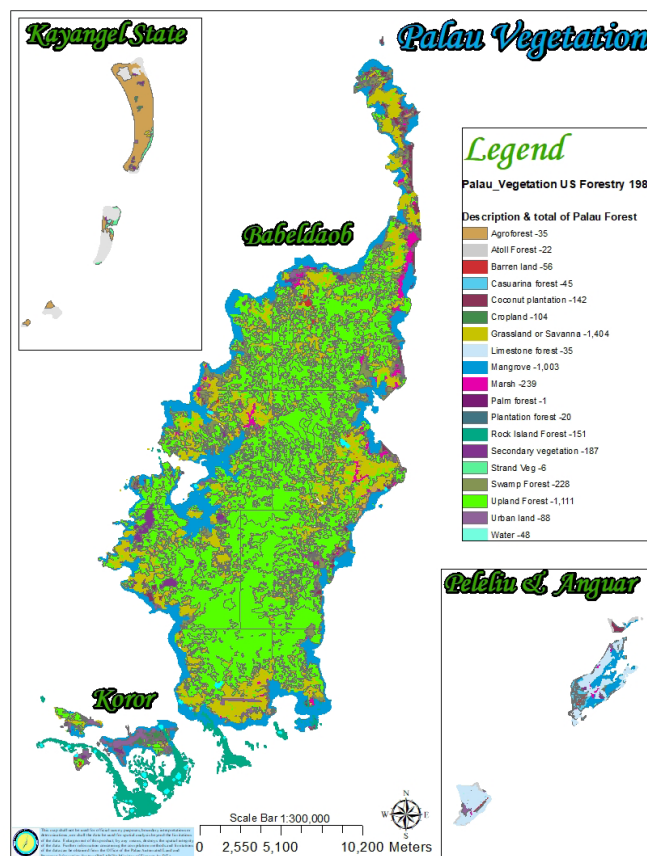 Kayangel State
Palau Vegetation
Legend
Palau_Vegetation US Forestry 198
Description & total of Palau Forest
Agroforest -35
Atoll Forest -22
Barren land -56
Casuarina forest -45
Coconut plantation -142
Cropland -104
Grassland or Savanna -1,404
Limestone forest -35
Mangrove -1,003
Marsh -239
Palm forest -1
Plantation forest -20
Rock Island Forest -151
Secondary vegetation -187
Strand Veg -6
Swamp Forest -228
Upland Forest -1,111
Urban land -88
Water -48
Babeldaob
Peleliu & Anguar
Koror
Scale Bar 1:300,000
0 2,550 5,100 10,200 Meters
N
W E
S